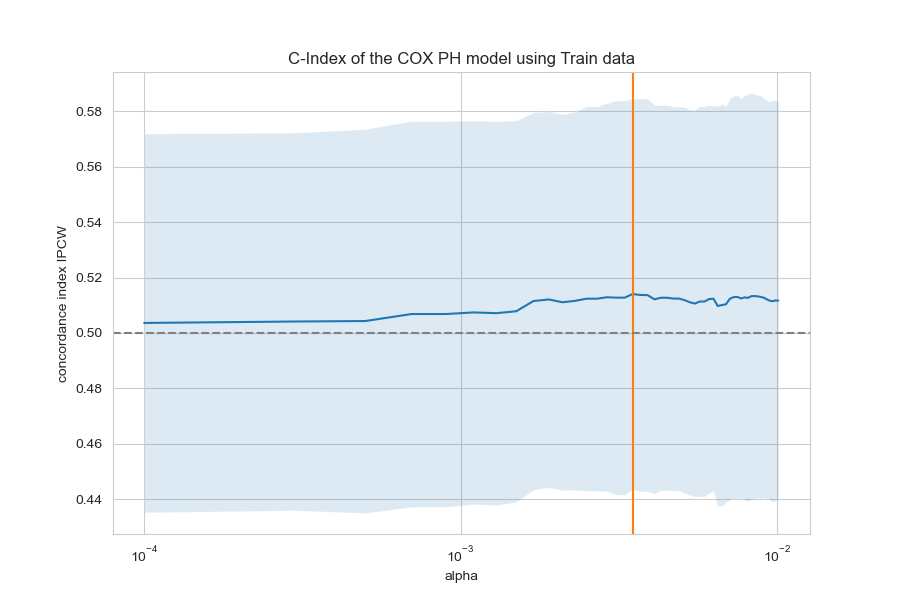 C-Index of the COX PH model using Train data
concordance index IPCW
0.58
0.56
0.54
0.52
0.50
0.48
0.46
0.44
10⁻⁴ 10⁻³ 10⁻²
alpha